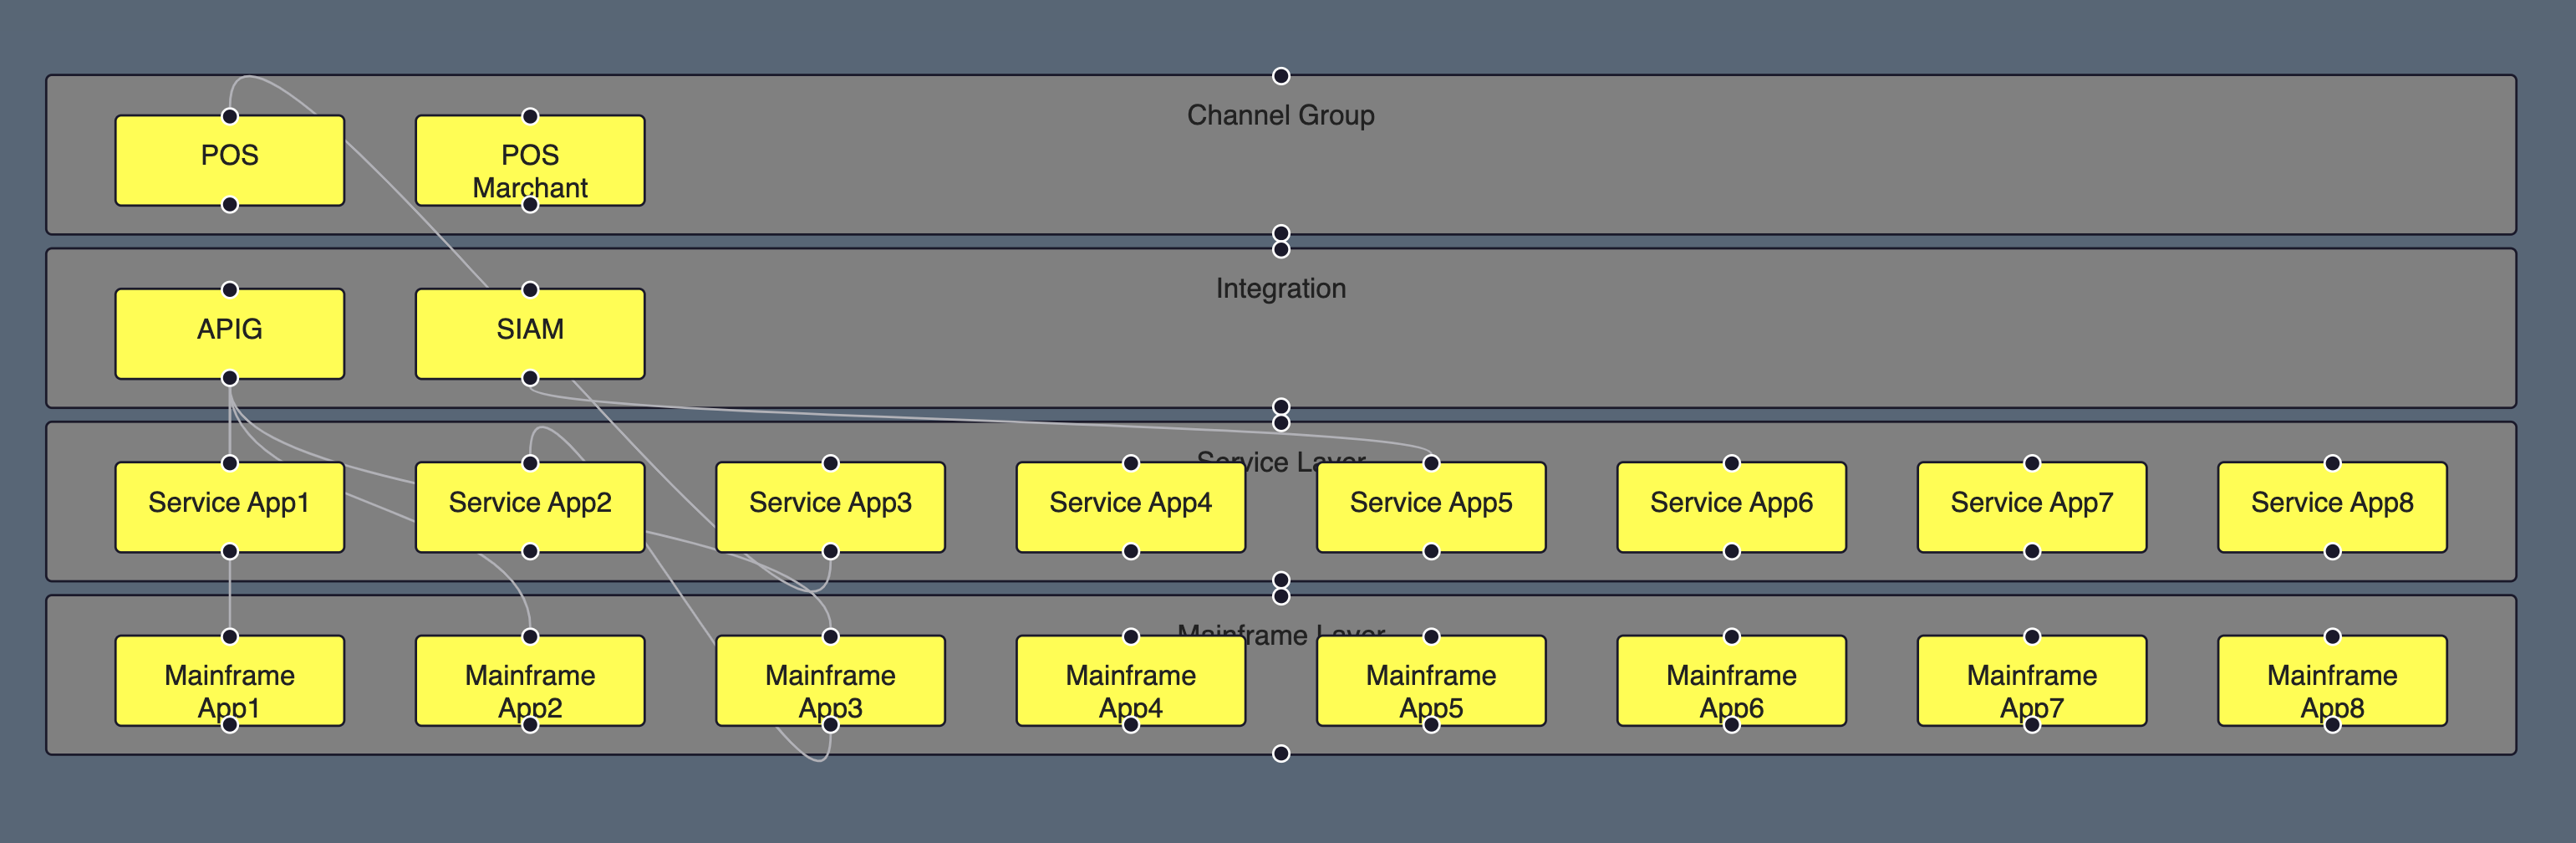 Channel Group
POS
POS
Marchant
Integration
APIG
SIAM
Service Layer
Service App1
Service App2
Service App3
Service App4
Service App5
Service App6
Service App7
Service App8
Mainframe Layer
Mainframe
App1
Mainframe
App2
Mainframe
App3
Mainframe
App4
Mainframe
App5
Mainframe
App6
Mainframe
App7
Mainframe
App8